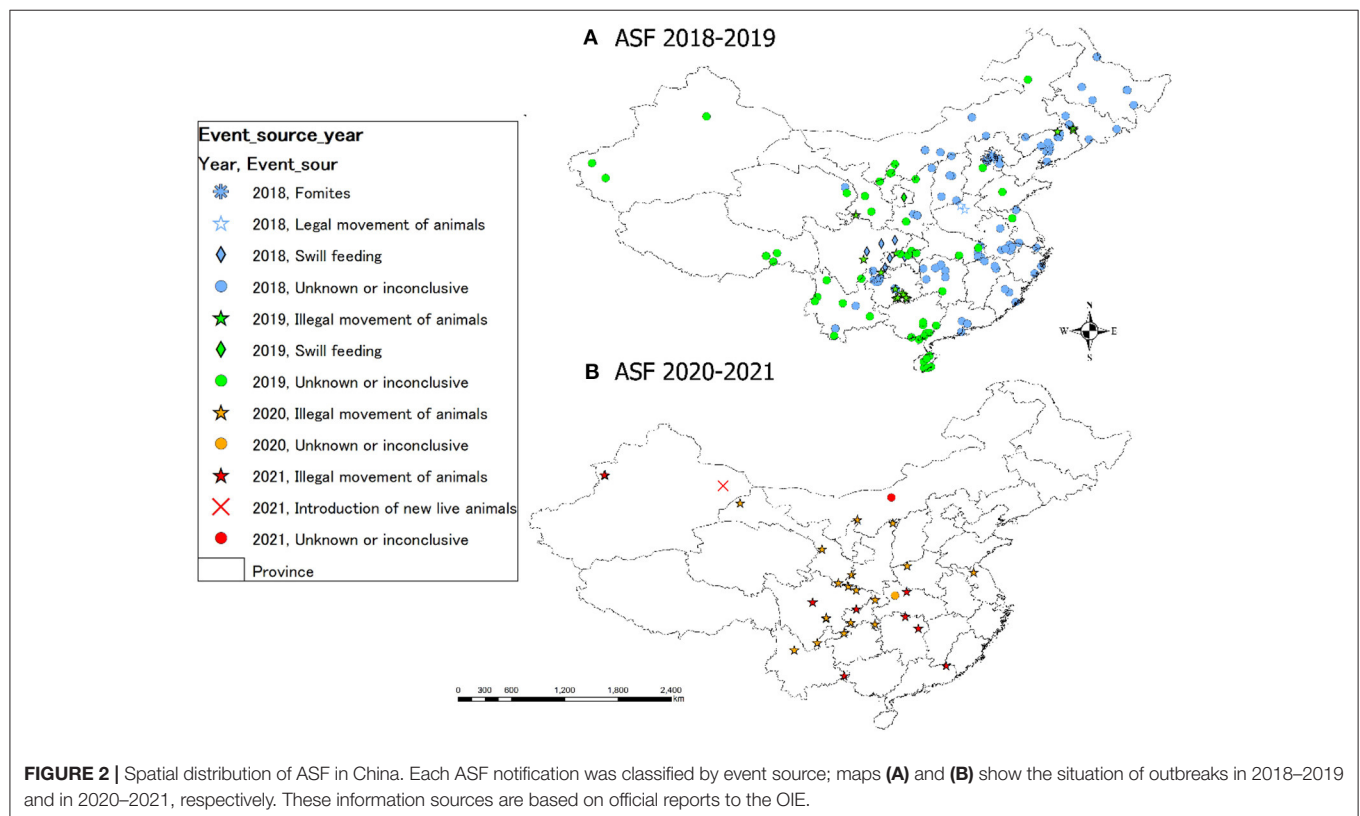 A ASF 2018-2019
Event_source_year
Year, Event_sour
2018, Fomites
2018, Legal movement of animals
2018, Swill feeding
2018, Unknown or inconclusive
2019, Illegal movement of animals
2019, Swill feeding
2019, Unknown or inconclusive
2020, Illegal movement of animals
2020, Unknown or inconclusive
2021, Illegal movement of animals
2021, Introduction of new live animals
2021, Unknown or inconclusive
Province
N
W E
S
B ASF 2020-2021
0 300 600 1,200 1,800 2,400
km
FIGURE 2 | Spatial distribution of ASF in China. Each ASF notification was classified by event source; maps (A) and (B) show the situation of outbreaks in 2018–2019
and in 2020–2021, respectively. These information sources are based on official reports to the OIE.